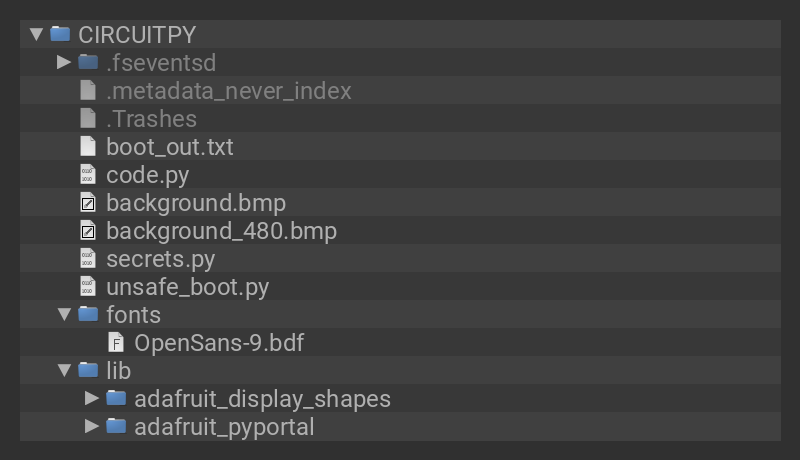 CIRCUITPY
.fseventsd
.metadata_never_index
.Trashes
boot_out.txt
code.py
background.bmp
background_480.bmp
secrets.py
unsafe_boot.py
fonts
OpenSans-9.bdf
lib
adafruit_display_shapes
adafruit_pyportal